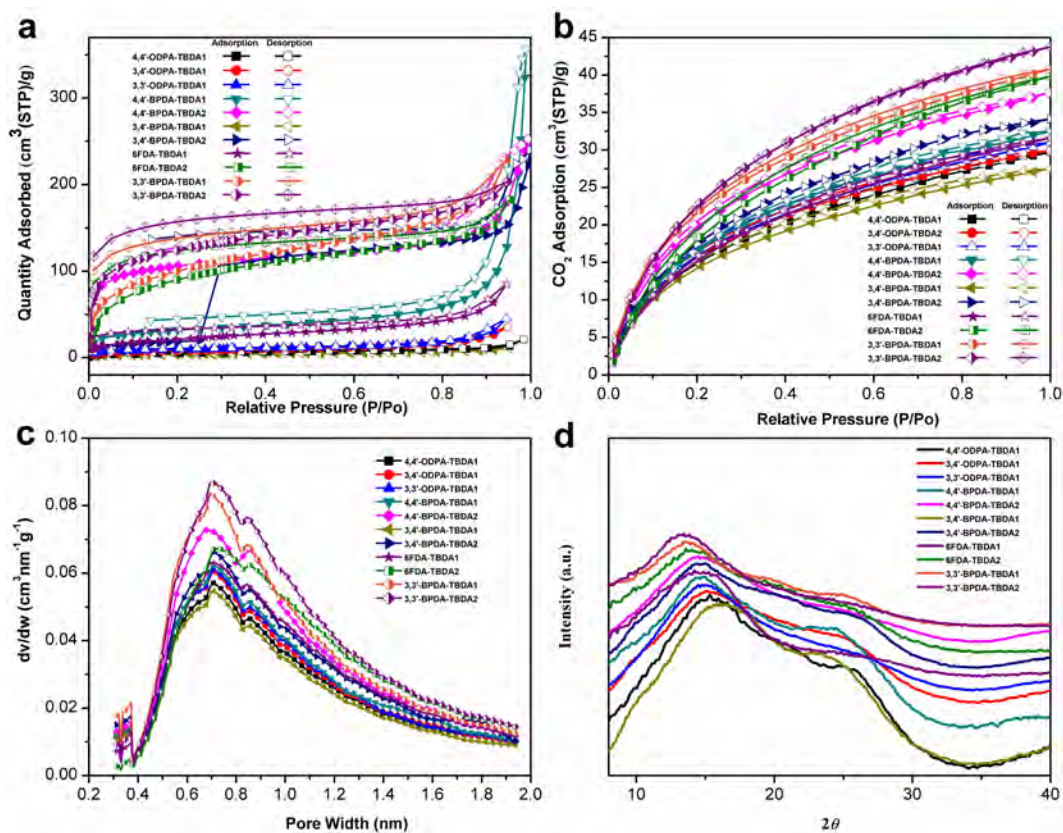 a
Quantity Adsorbed (cm³(STP)/g)
Adsorption Desorption
4,4'-ODPA-TBDA1
3,4'-ODPA-TBDA1
3,3'-ODPA-TBDA1
4,4'-BPDA-TBDA1
4,4'-BPDA-TBDA2
3,4'-BPDA-TBDA1
3,4'-BPDA-TBDA2
6FDA-TBDA1
6FDA-TBDA2
3,3'-BPDA-TBDA1
3,3'-BPDA-TBDA2
300
200
100
0
0.0 0.2 0.4 0.6 0.8 1.0
Relative Pressure (P/Po)
b
CO₂ Adsorption (cm³(STP)/g)
45
40
35
30
25
20
15
10
5
0
Adsorption Desorption
4,4'-ODPA-TBDA1
3,4'-ODPA-TBDA2
3,3'-ODPA-TBDA1
4,4'-BPDA-TBDA1
4,4'-BPDA-TBDA2
3,4'-BPDA-TBDA1
3,4'-BPDA-TBDA2
6FDA-TBDA1
6FDA-TBDA2
3,3'-BPDA-TBDA1
3,3'-BPDA-TBDA2
0.0 0.2 0.4 0.6 0.8 1.0
Relative Pressure (P/Po)
c
dv/dw (cm³nm⁻¹g⁻¹)
0.10
0.08
0.06
0.04
0.02
0.00
4,4'-ODPA-TBDA1
3,4'-ODPA-TBDA1
3,3'-ODPA-TBDA1
4,4'-BPDA-TBDA1
4,4'-BPDA-TBDA2
3,4'-BPDA-TBDA1
3,4'-BPDA-TBDA2
6FDA-TBDA1
6FDA-TBDA2
3,3'-BPDA-TBDA1
3,3'-BPDA-TBDA2
0.2 0.4 0.6 0.8 1.0 1.2 1.4 1.6 1.8 2.0
Pore Width (nm)
d
Intensity (a.u.)
4,4'-ODPA-TBDA1
3,4'-ODPA-TBDA1
3,3'-ODPA-TBDA1
4,4'-BPDA-TBDA1
4,4'-BPDA-TBDA2
3,4'-BPDA-TBDA1
3,4'-BPDA-TBDA2
6FDA-TBDA1
6FDA-TBDA2
3,3'-BPDA-TBDA1
3,3'-BPDA-TBDA2
10 20 30 40
2θ